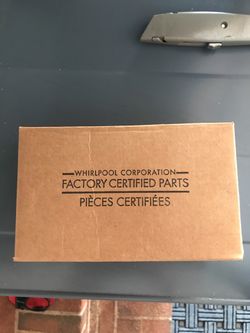 WHIRLPOOL CORPORATION
FACTORY CERTIFIED PARTS
PIÈCES CERTIFIÉES